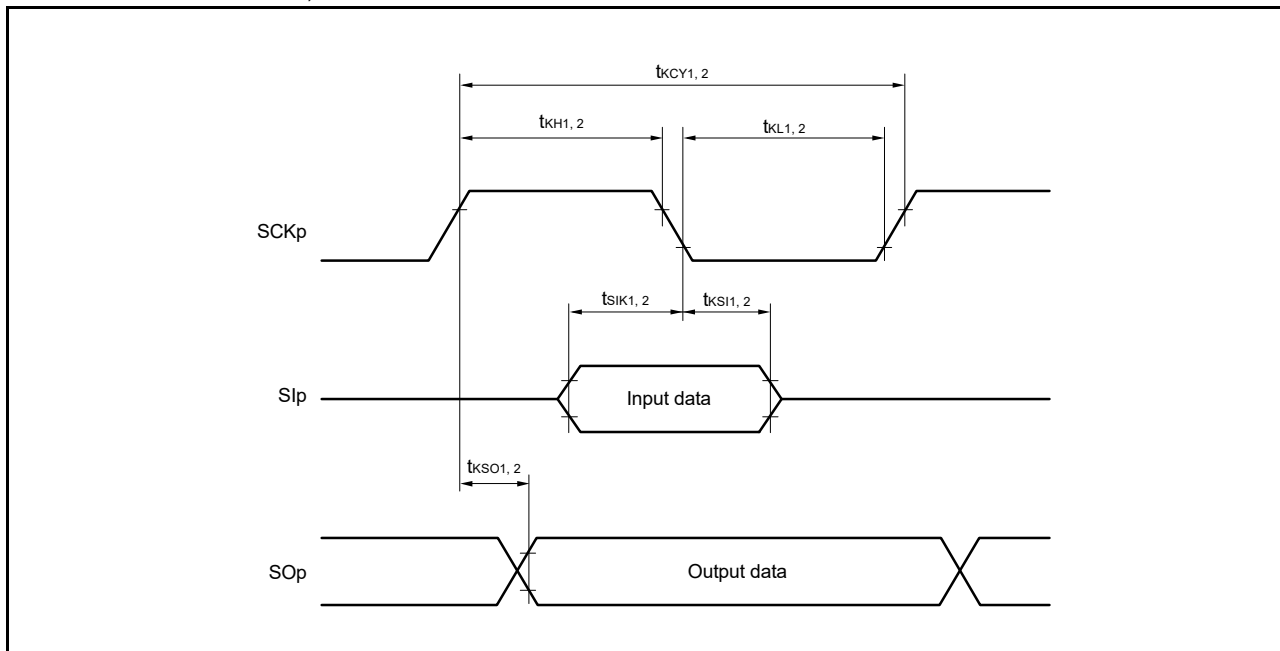 tKCY1, 2
tKH1, 2
tKL1, 2
SCKp
tSIK1, 2
tKSI1, 2
SIp
Input data
tKSO1, 2
SOp
Output data